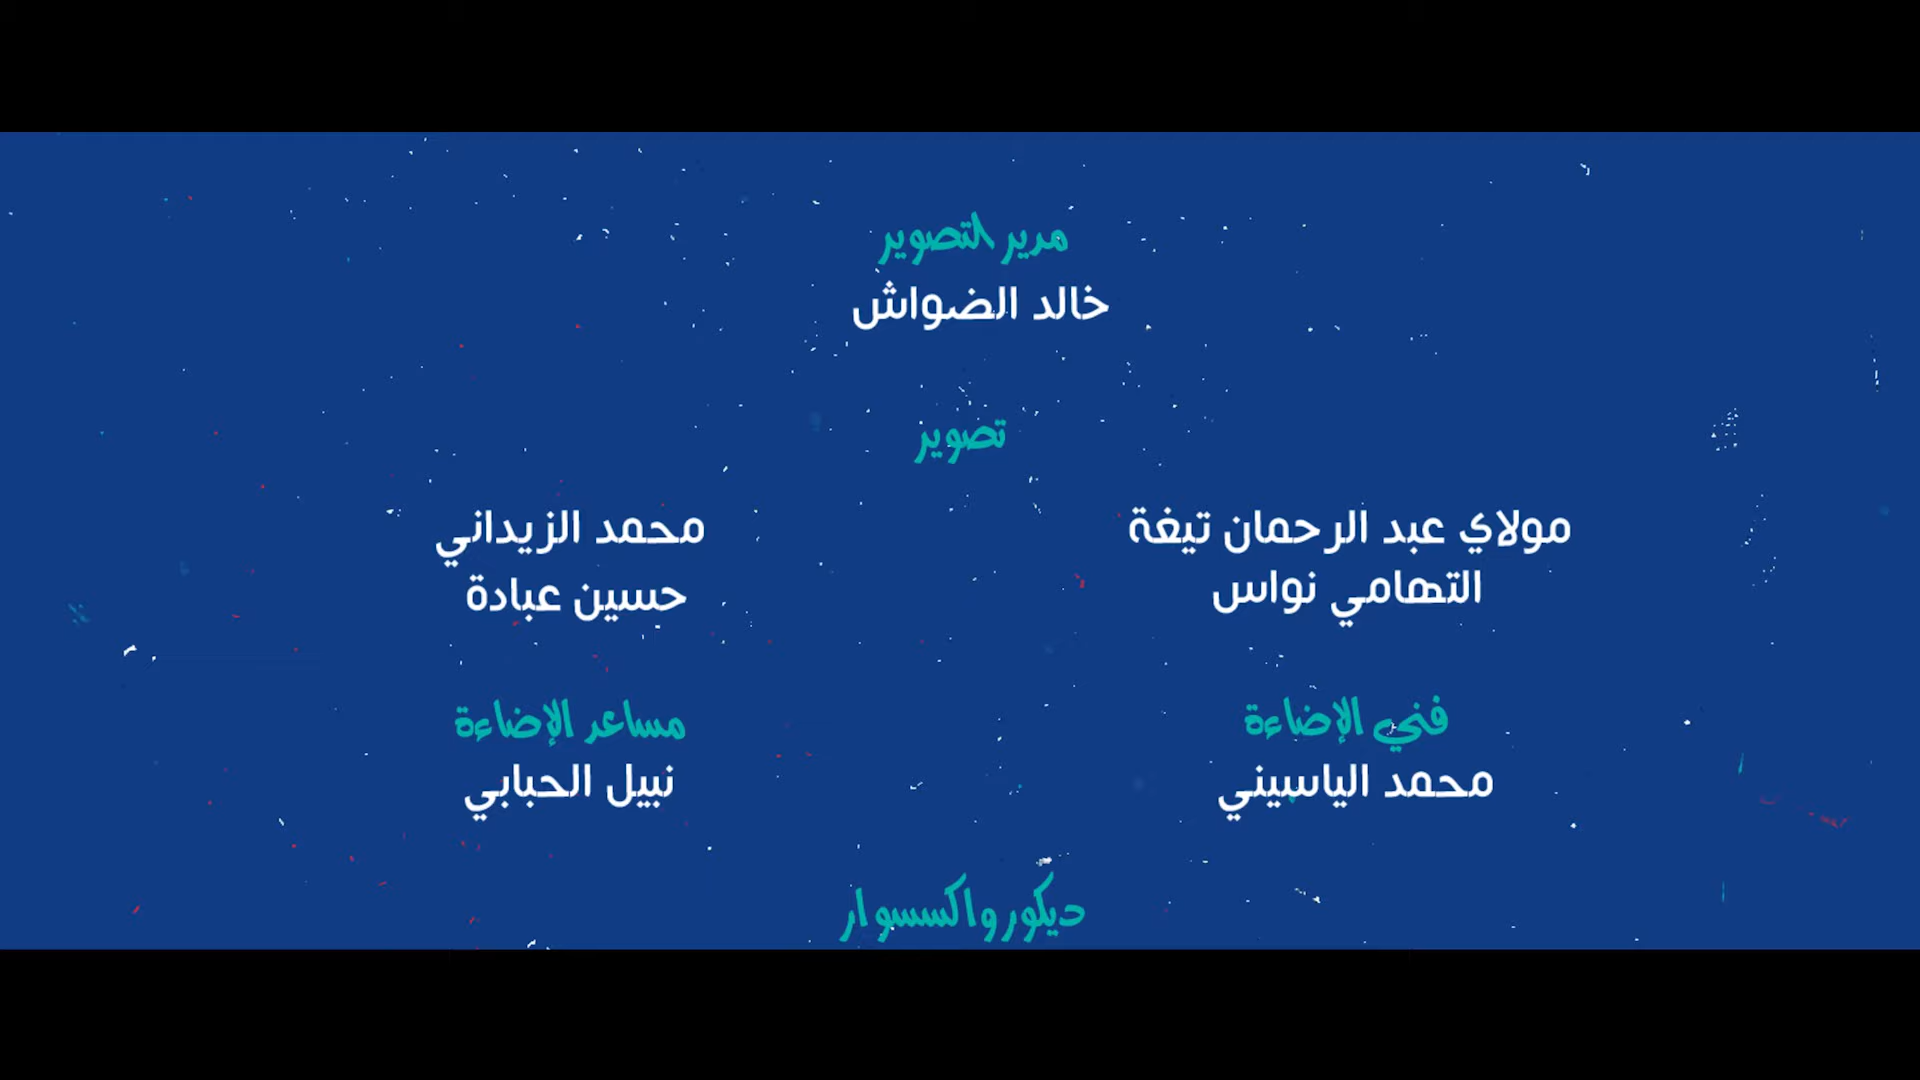 مدير التصوير
خالد الضواش
تصوير
مولاي عبد الرحمان تيغة
محمد الزيداني
التهامي نواس
حسين عبادة
فني الإضاءة
مساعد الإضاءة
محمد الياسيني
نبيل الحبابي
ديكور واكسسوار